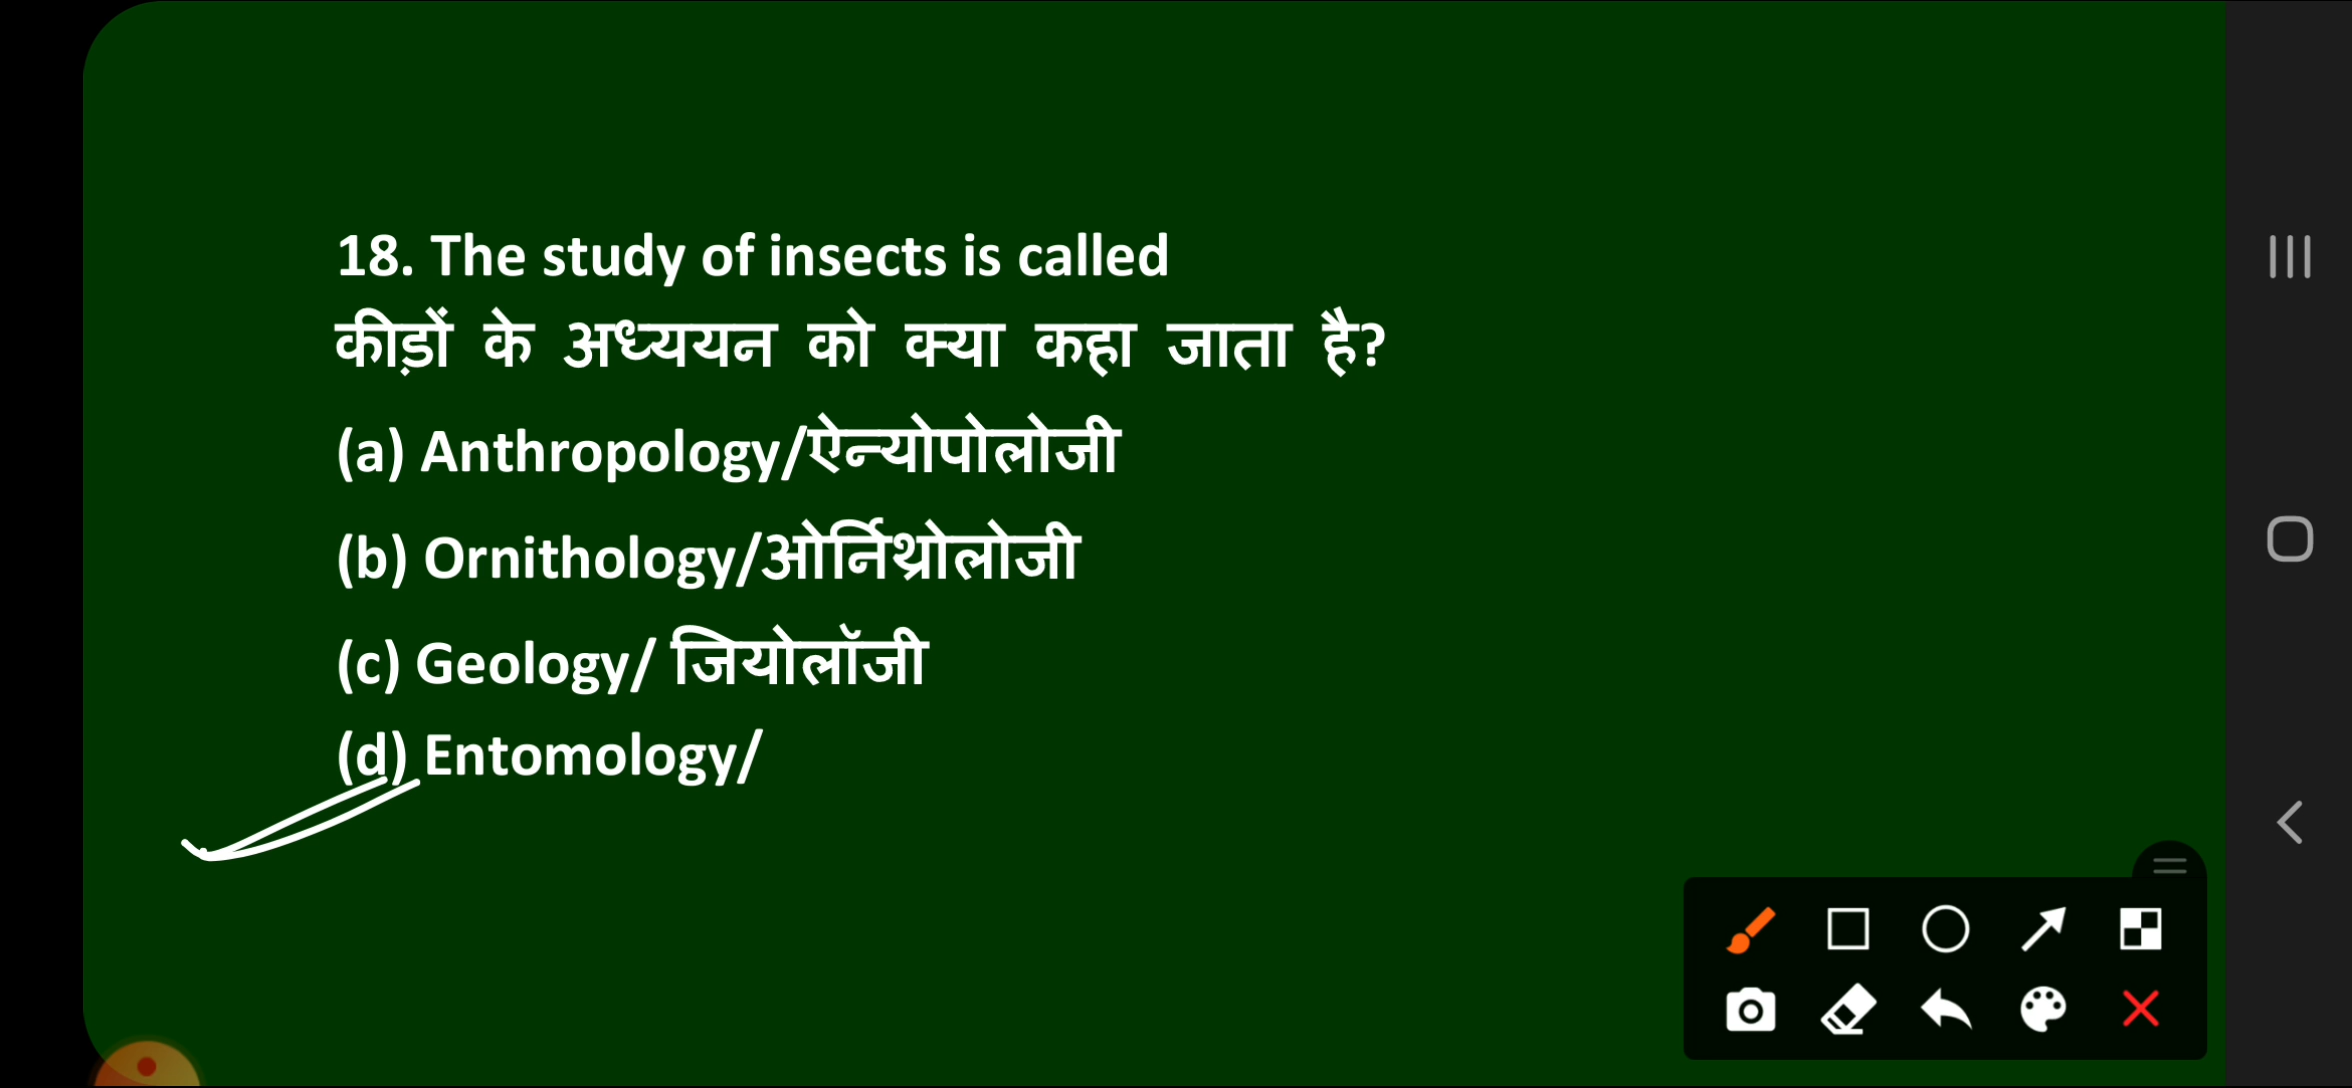 18. The study of insects is called
कीड़ों के अध्ययन को क्या कहा जाता है?
(a) Anthropology/ऐन्योपोलोजी
(b) Ornithology/ओर्निथ्रोलोजी
(c) Geology/ जियोलॉजी
(d) Entomology/